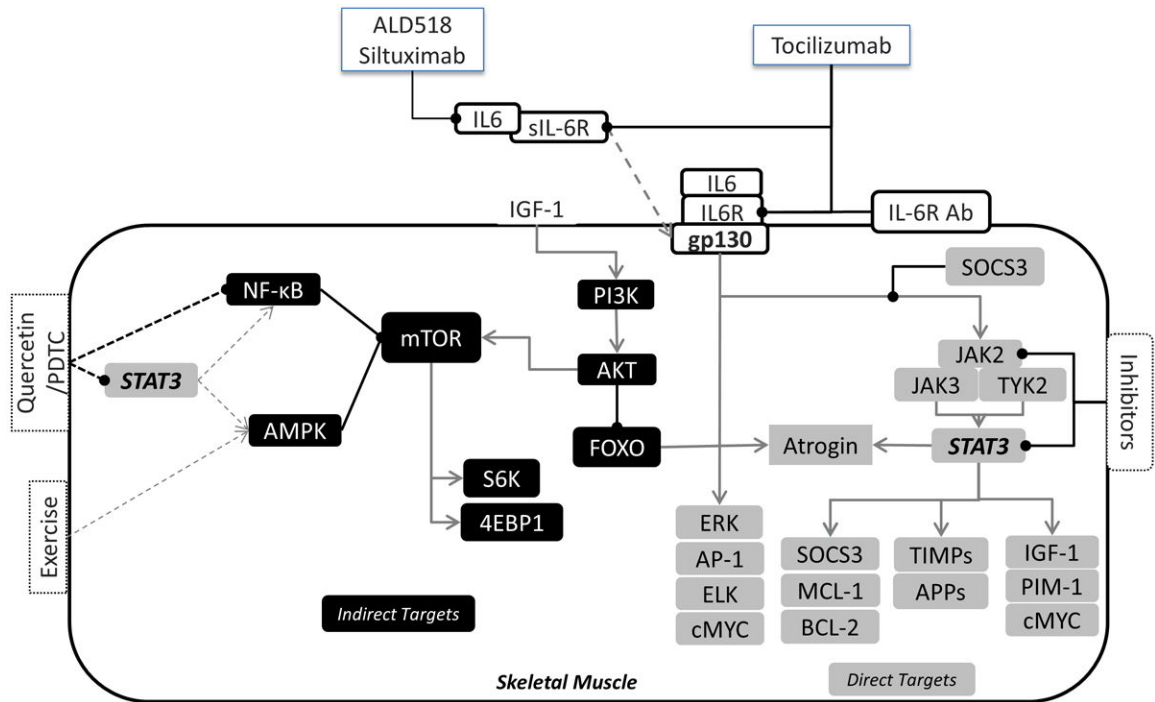 ALD518
Siltuximab
Tocilizumab
IL6
sIL-6R
IL6
IL6R
gp130
IL-6R Ab
IGF-1
SOCS3
NF-κB
PI3K
mTOR
AKT
JAK2
JAK3
TYK2
Quercetin
/PDTC
STAT3
Inhibitors
AMPK
FOXO
Atrogin
STAT3
S6K
4EBP1
Exercise
ERK
AP-1
ELK
cMYC
SOCS3
MCL-1
BCL-2
TIMPs
APPs
IGF-1
PIM-1
cMYC
Indirect Targets
Skeletal Muscle
Direct Targets